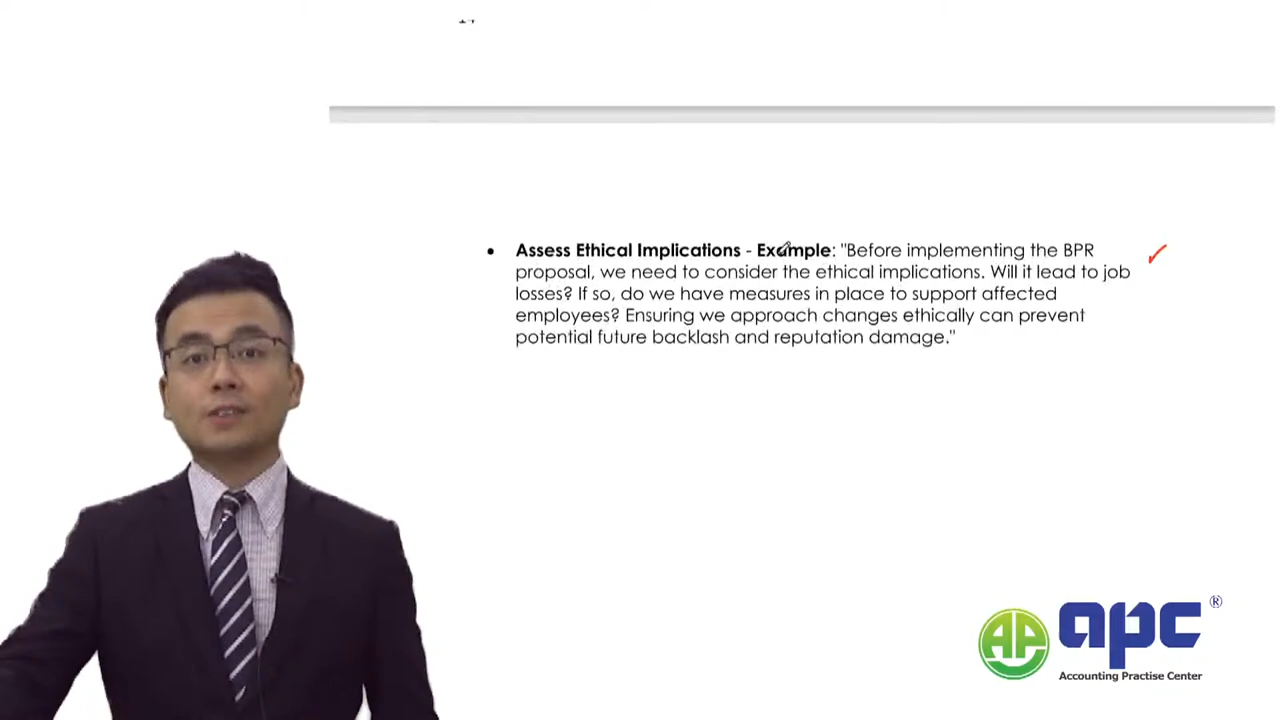 • Assess Ethical Implications - Example: "Before implementing the BPR
proposal, we need to consider the ethical implications. Will it lead to job
losses? If so, do we have measures in place to support affected
employees? Ensuring we approach changes ethically can prevent
potential future backlash and reputation damage."
AP
apc ®
Accounting Practise Center